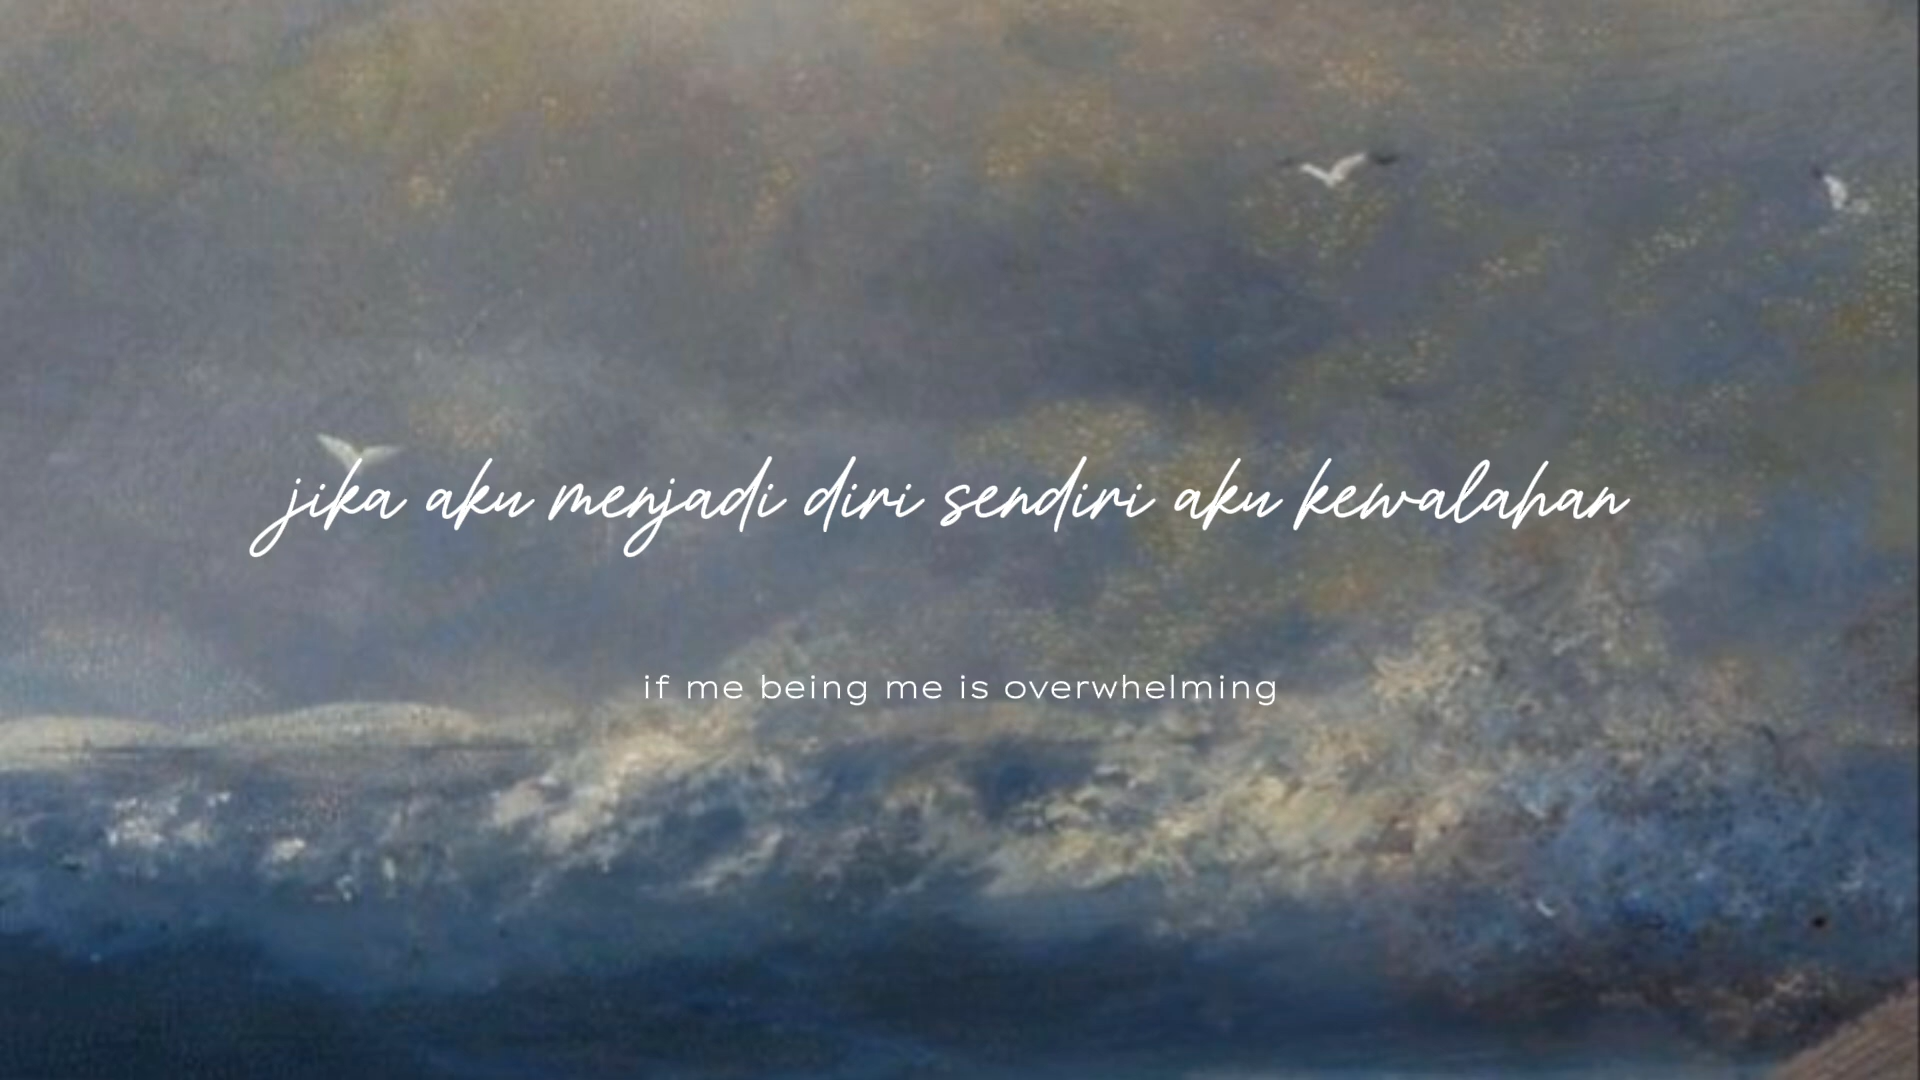 jika aku menjadi diri sendiri aku kewalahan
if me being me is overwhelming